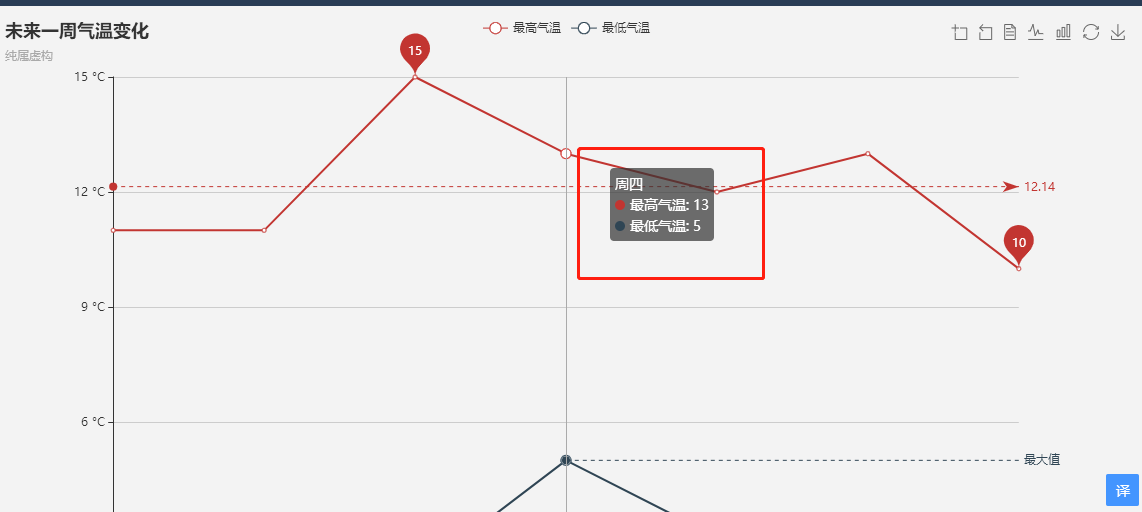 未来一周气温变化
纯属虚构
最高气温
最低气温
15
15 °C
12 °C
12.14
周四
最高气温: 13
最低气温: 5
10
9 °C
6 °C
最大值
译